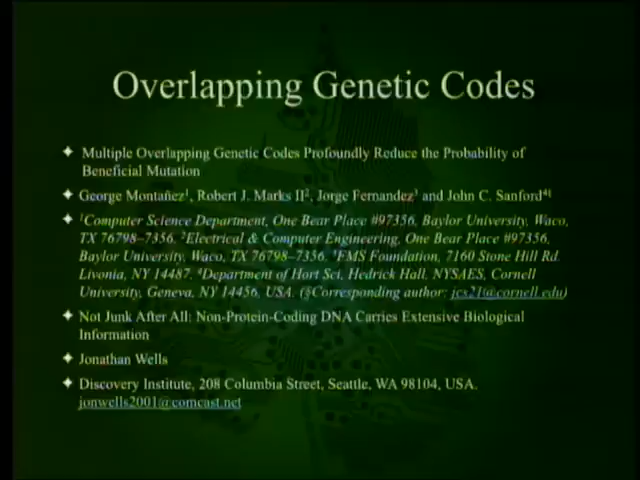 Overlapping Genetic Codes
✦ Multiple Overlapping Genetic Codes Profoundly Reduce the Probability of
Beneficial Mutation
✦ George Montañez¹, Robert J. Marks II², Jorge Fernandez³ and John C. Sanford⁴¹
✦ ¹Computer Science Department, One Bear Place #97356, Baylor University, Waco,
TX 76798–7356. ²Electrical & Computer Engineering, One Bear Place #97356,
Baylor University, Waco, TX 76798–7356. ³FMS Foundation, 7160 Stone Hill Rd.
Livonia, NY 14487. ⁴Department of Hort Sci, Hedrick Hall, NYSAES, Cornell
University, Geneva, NY 14456, USA. (@Corresponding author: jcs21@cornell.edu)
✦ Not Junk After All: Non-Protein-Coding DNA Carries Extensive Biological
Information
✦ Jonathan Wells
✦ Discovery Institute, 208 Columbia Street, Seattle, WA 98104, USA.
jonwells2001@comcast.net